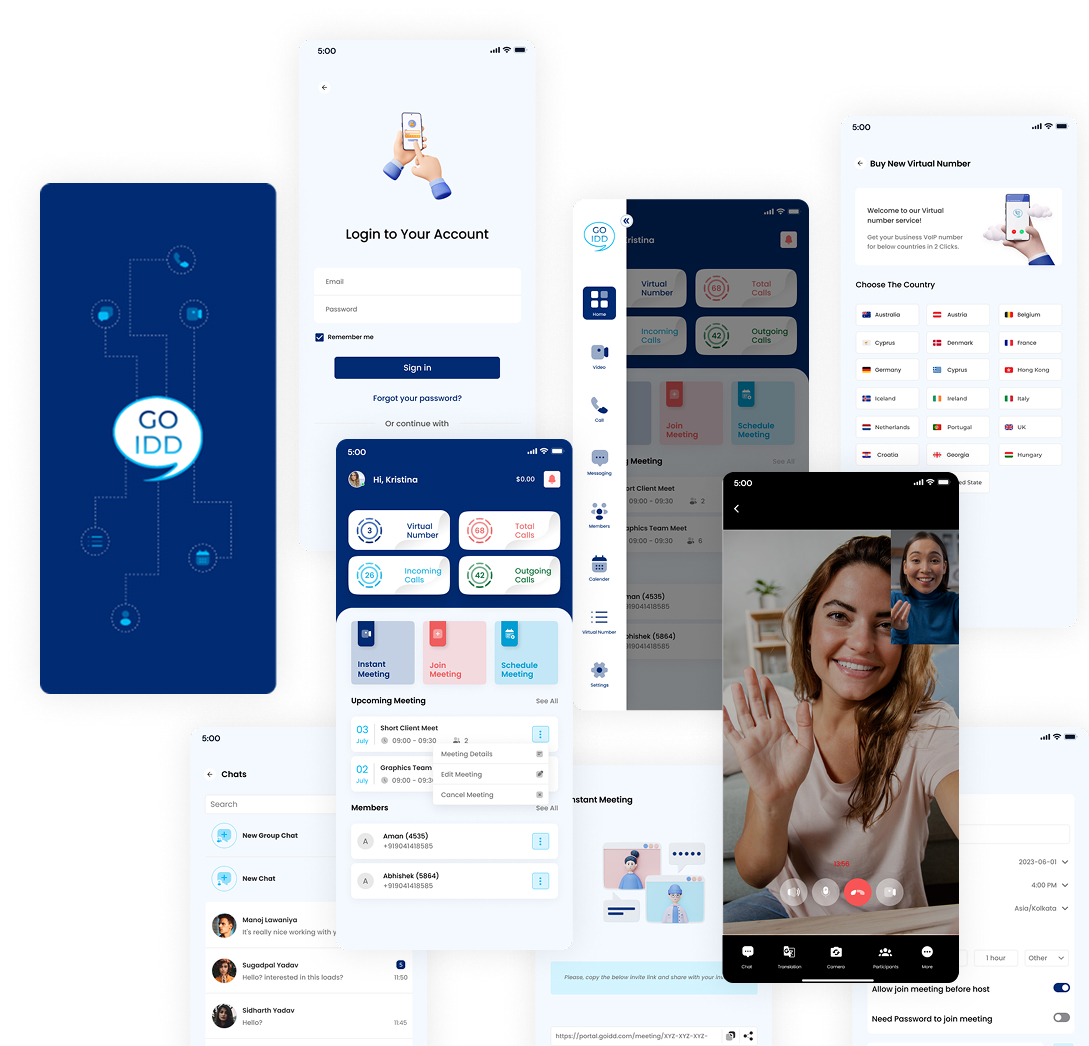 GO
IDD
5:00
Login to Your Account
Email
Password
Remember me
Sign in
Forgot your password?
Or continue with
5:00
Hi, Kristina
$0.00
3
Virtual
Number
68
Total
Calls
26
Incoming
Calls
42
Outgoing
Calls
Instant
Meeting
Join
Meeting
Schedule
Meeting
Upcoming Meeting
See All
03
July
Short Client Meet
09:00 - 09:30
2
02
July
Graphics Team
09:00 - 09:3
Meeting Details
Edit Meeting
Cancel Meeting
Members
See All
A
Aman (4535)
+919041418585
A
Abhishek (5864)
+919041418585
GO
IDD
Home
Video
Call
Messaging
Members
Calender
Virtual Number
Settings
ristina
Virtual
Number
68
Total
Calls
Incoming
Calls
42
Outgoing
Calls
Join
Meeting
Schedule
Meeting
g Meeting
See All
ort Client Meet
09:00 - 09:30
2
aphics Team Meet
09:00 - 09:30
6
man (4535)
919041418585
bhishek (5864)
919041418585
5:00
Buy New Virtual Number
Welcome to our Virtual
number service!
Get your business VoIP number
for below countries in 2 Clicks.
Choose The Country
Australia
Austria
Belgium
Cyprus
Denmark
France
Germany
Cyprus
Hong Kong
Iceland
Ireland
Italy
Netherlands
Portugal
UK
Croatia
Georgia
Hungary
ed State
5:00
13:56
Chat
Translation
Camera
Participants
More
5:00
Chats
Search
New Group Chat
New Chat
Manoj Lawaniya
It's really nice working with y
Sugadpal Yadav
5
Hello? interested in this loads?
11:50
Sidharth Yadav
Hello?
11:45
nstant Meeting
Please, copy the below invite link and share with your inv
https://portal.goidd.com/meeting/XYZ-XYZ-XYZ-
2023-06-01
4:00 PM
Asia/Kolkata
1 hour
Other
Allow join meeting before host
Need Password to join meeting